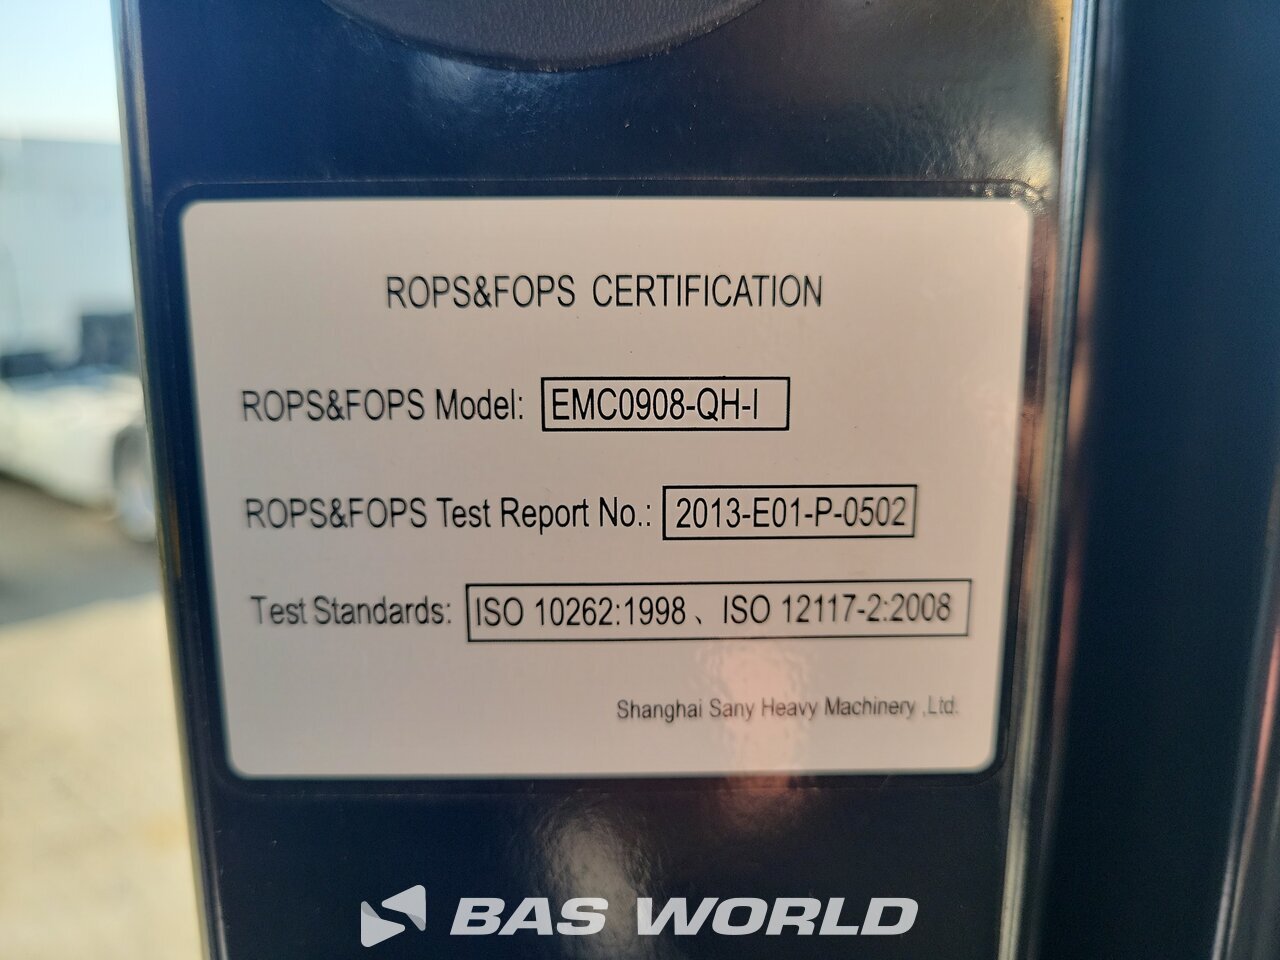 ROPS&FOPS CERTIFICATION
ROPS&FOPS Model: EMC0908-QH-I
ROPS&FOPS Test Report No.: 2013-E01-P-0502
Test Standards: ISO 10262:1998、ISO 12117-2:2008
Shanghai Sany Heavy Machinery ,Ltd.
BAS WORLD